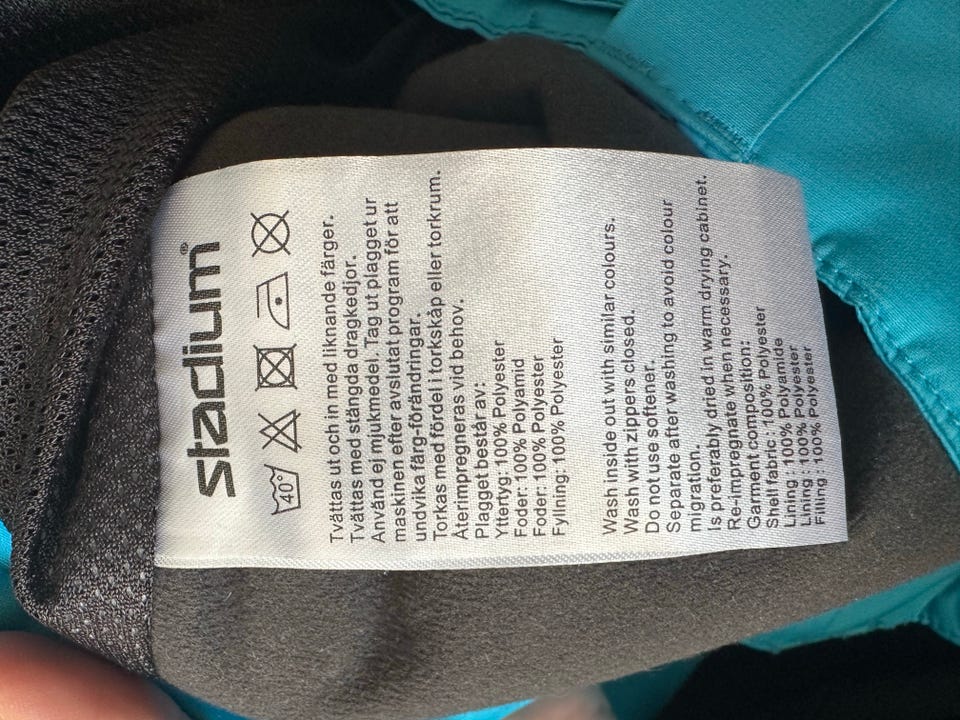 stadium®
40°
Tvättas ut och in med liknande färger.
Tvättas med stängda dragkedjor.
Använd ej mjukmedel. Tag ut plagget ur
maskinen efter avslutat program för att
undvika färg-förändringar.
Torkas med fördel i torkskåp eller torkrum.
Återimpregneras vid behov.
Plagget består av:
Yttertyg: 100% Polyester
Foder: 100% Polyamid
Foder: 100% Polyester
Fyllning: 100% Polyester
Wash inside out with similar colours.
Wash with zippers closed.
Do not use softener.
Separate after washing to avoid colour
migration.
Is preferably dried in warm drying cabinet.
Re-impregnate when necessary.
Garment composition:
Shell fabric : 100% Polyester
Lining : 100% Polyamide
Lining : 100% Polyester
Filling : 100% Polyester